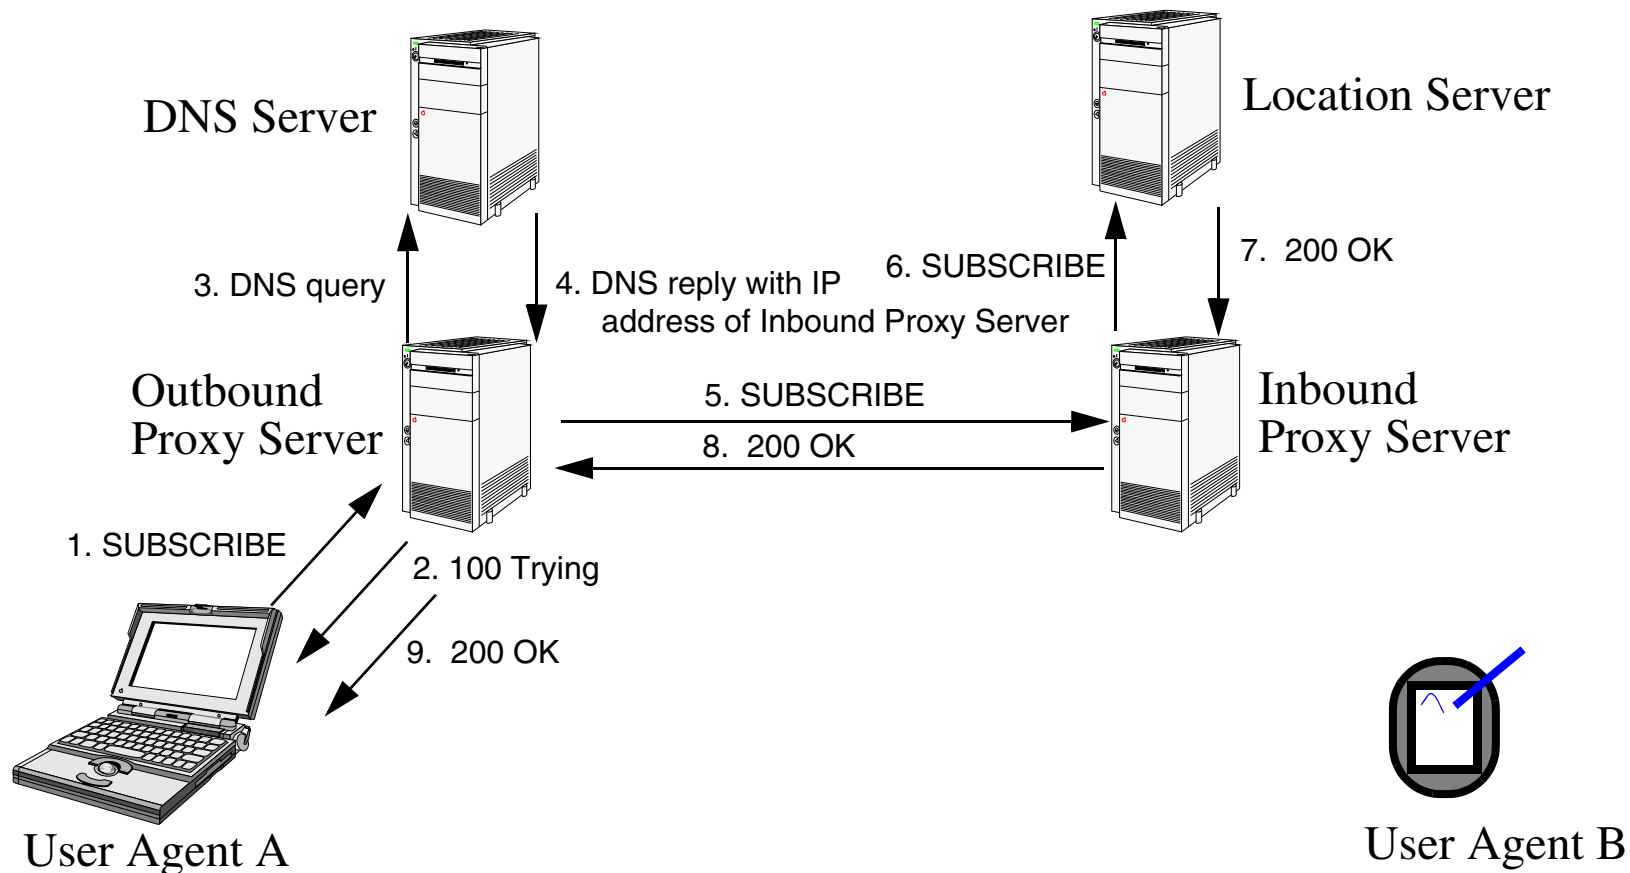 DNS Server
Location Server
3. DNS query
4. DNS reply with IP
address of Inbound Proxy Server
6. SUBSCRIBE
7.  200 OK
Outbound
Proxy Server
5. SUBSCRIBE
8.  200 OK
Inbound
Proxy Server
1. SUBSCRIBE
2. 100 Trying
9.  200 OK
User Agent A
User Agent B